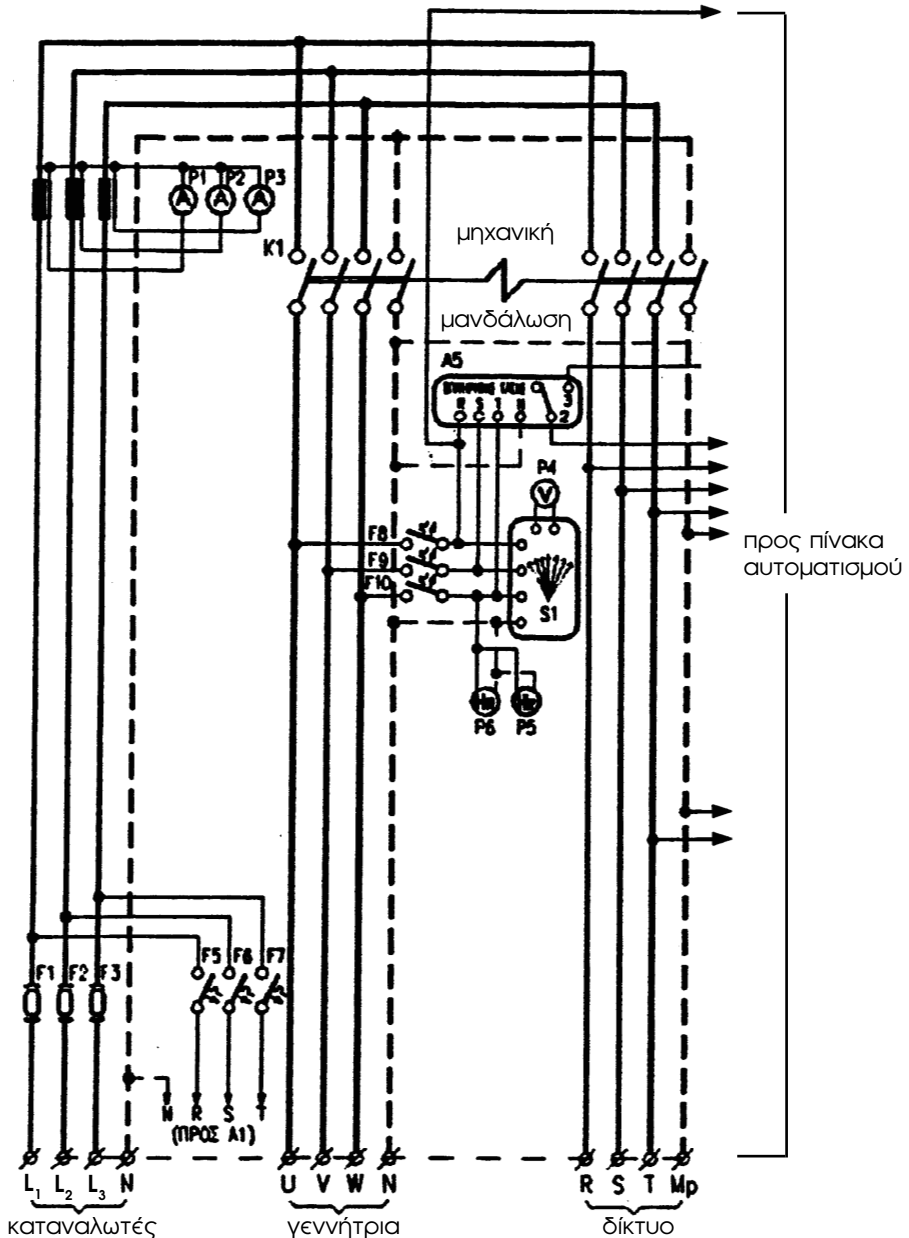 P1 P2 P3
A A A
K1
μηχανική
μανδάλωση
A5
R S T N
3
2
P4
V
F8
F9
F10
S1
προς πίνακα
αυτοματισμού
P6 P5
F1 F2 F3
F5 F6 F7
N R S T
(ΠΡΟΣ A1)
L₁ L₂ L₃ N
U V W N
R S T Mp
καταναλωτές
γεννήτρια
δίκτυο